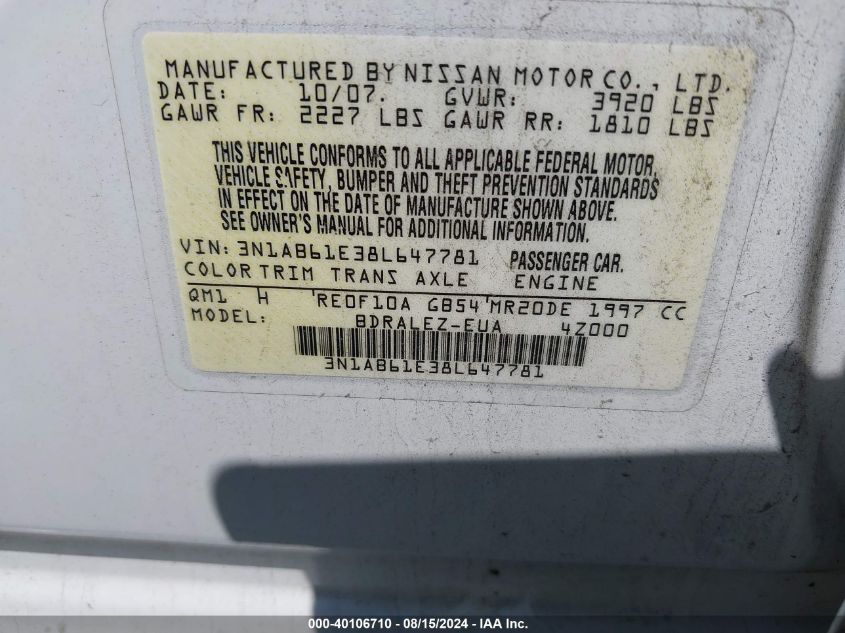 MANUFACTURED BY NISSAN MOTOR CO., LTD.
DATE: 10/07. GVWR: 3920 LBS
GAWR FR: 2227 LBS GAWR RR: 1810 LBS
THIS VEHICLE CONFORMS TO ALL APPLICABLE FEDERAL MOTOR,
VEHICLE SAFETY, BUMPER AND THEFT PREVENTION STANDARDS
IN EFFECT ON THE DATE OF MANUFACTURE SHOWN ABOVE.
SEE OWNER'S MANUAL FOR ADDITIONAL INFORMATION.
VIN: 3N1AB61E38L647781 PASSENGER CAR.
COLOR TRIM TRANS AXLE ENGINE
QM1 H RE0F10A GB54 MR20DE 1997 CC
MODEL: BDRALEZ-EUA 4Z000
3N1AB61E38L647781
000-40106710 - 08/15/2024 - IAAI Inc.